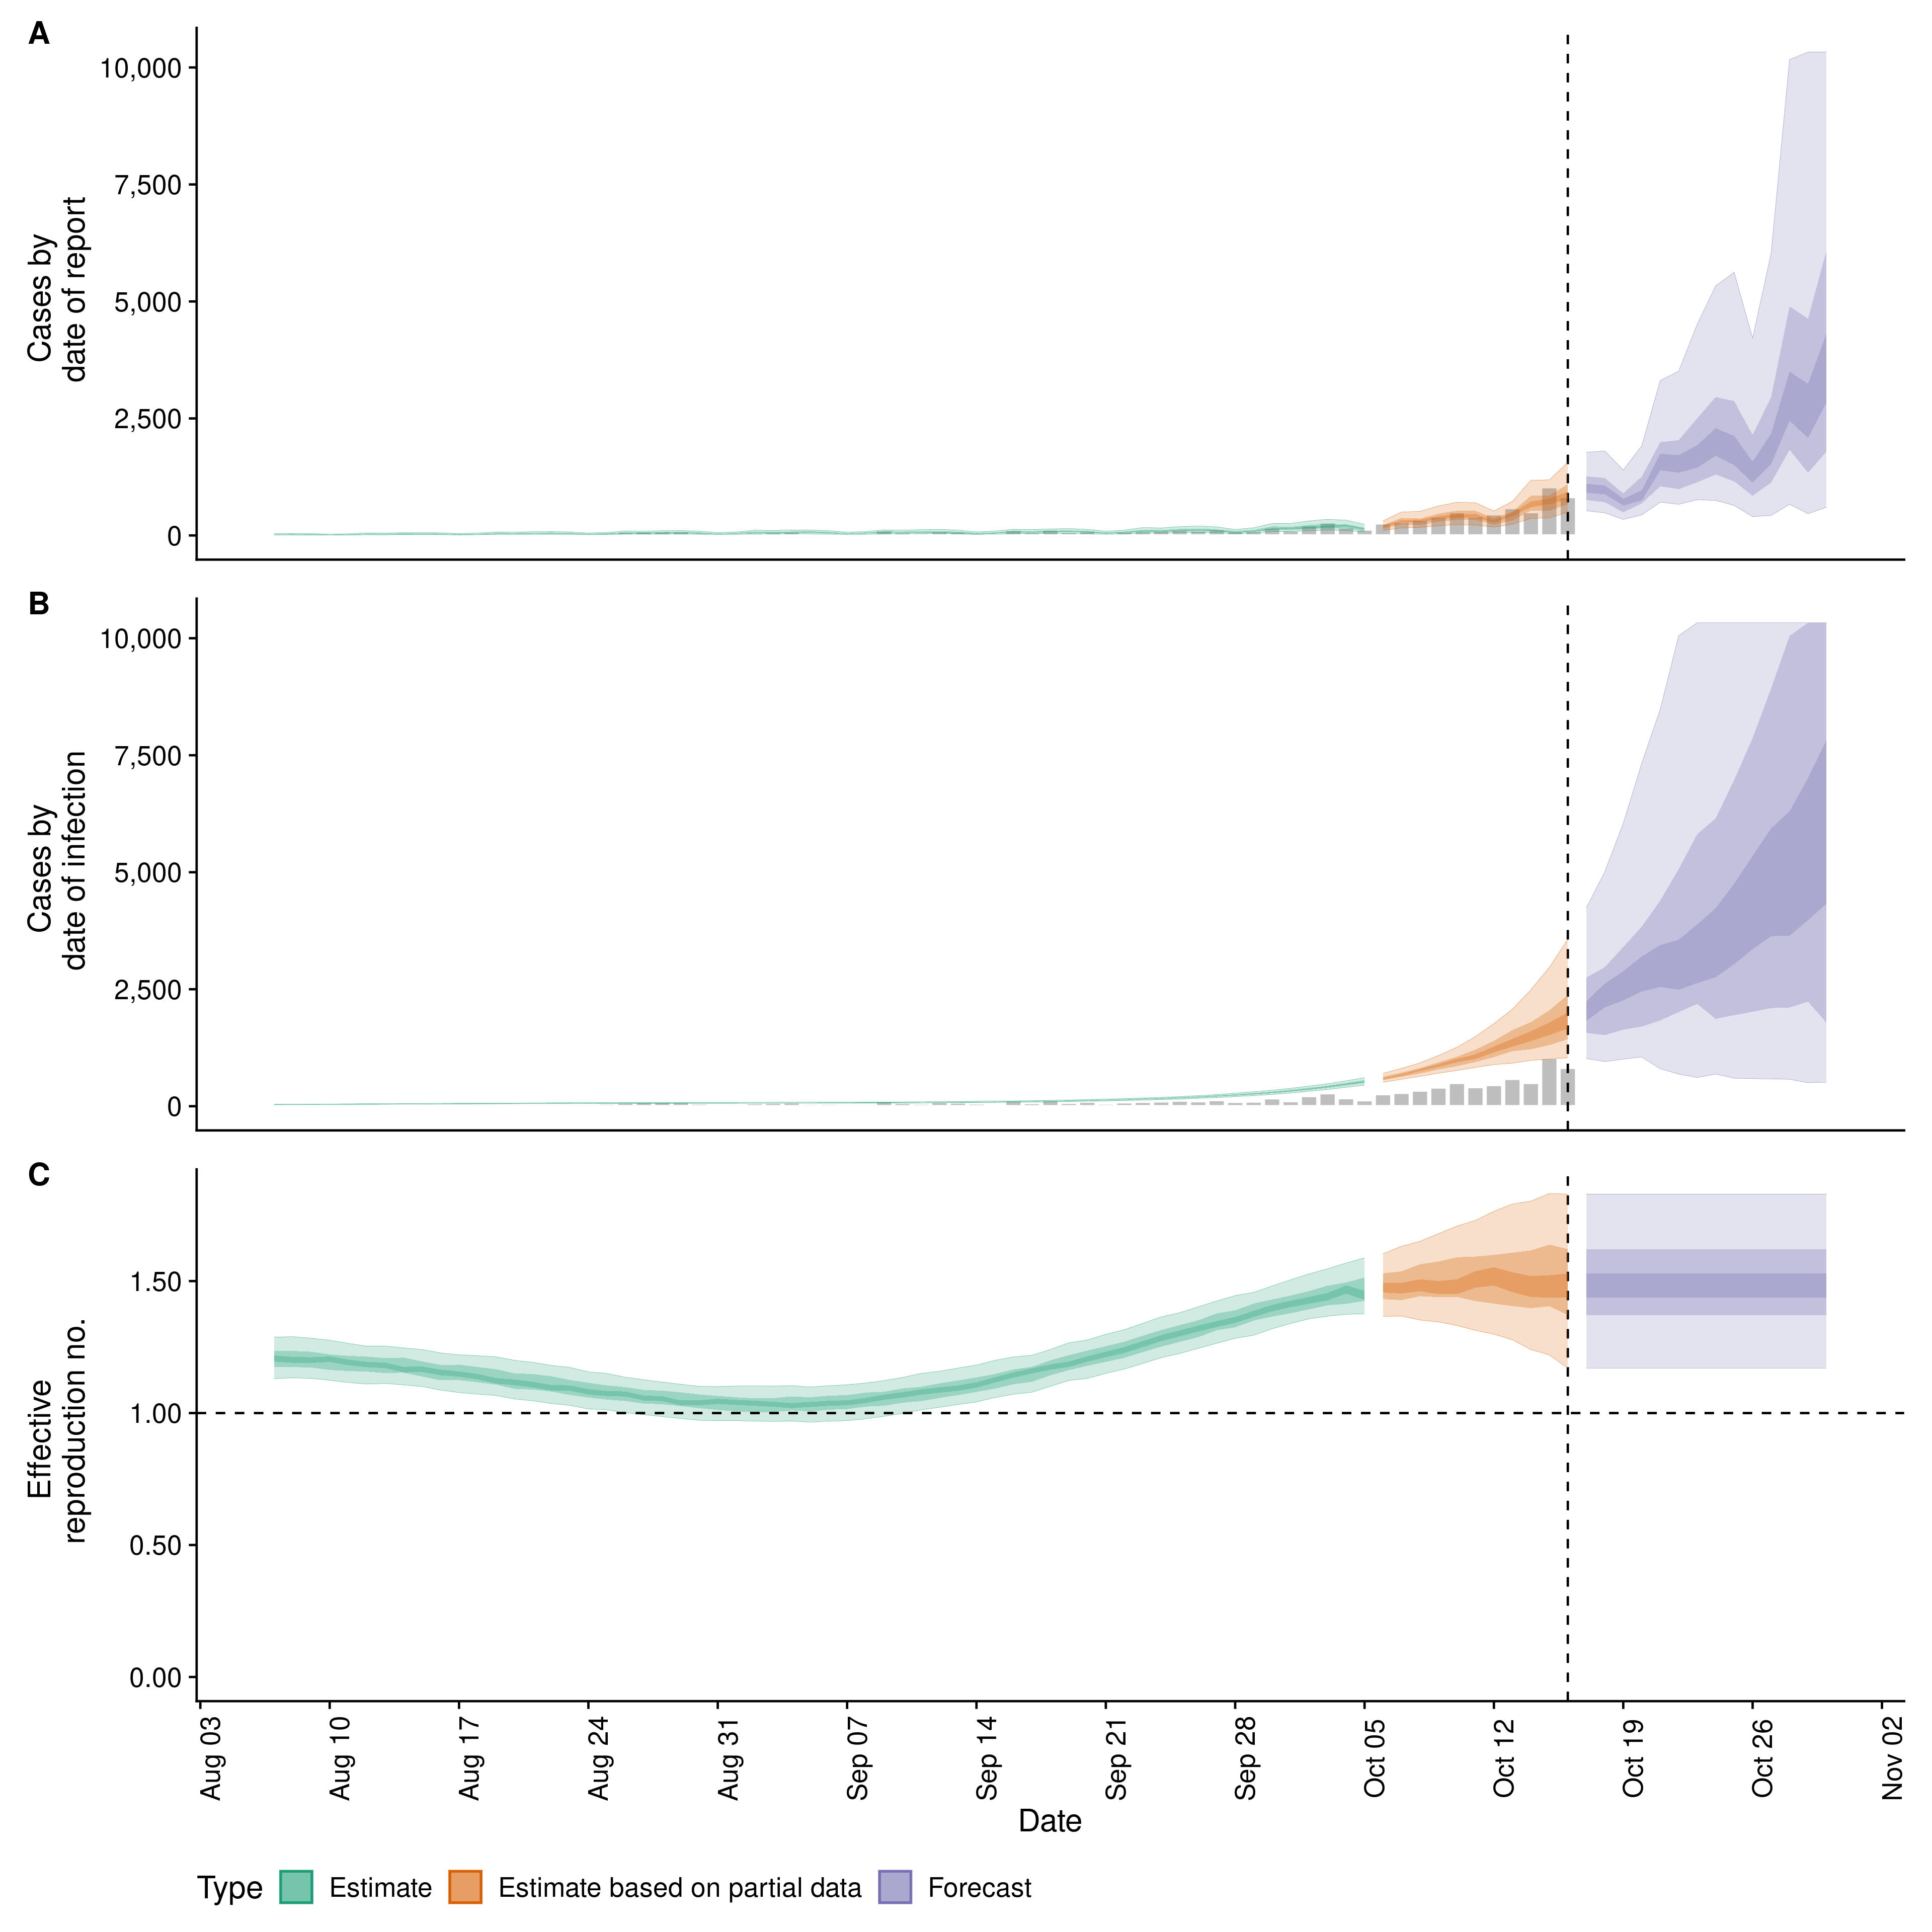 A
10,000
7,500
5,000
2,500
0
Cases by
date of report
B
10,000
7,500
5,000
2,500
0
Cases by
date of infection
C
1.50
1.00
0.50
0.00
Effective
reproduction no.
Aug 03
Aug 10
Aug 17
Aug 24
Aug 31
Sep 07
Sep 14
Sep 21
Sep 28
Oct 05
Oct 12
Oct 19
Oct 26
Nov 02
Date
Type Estimate Estimate based on partial data Forecast